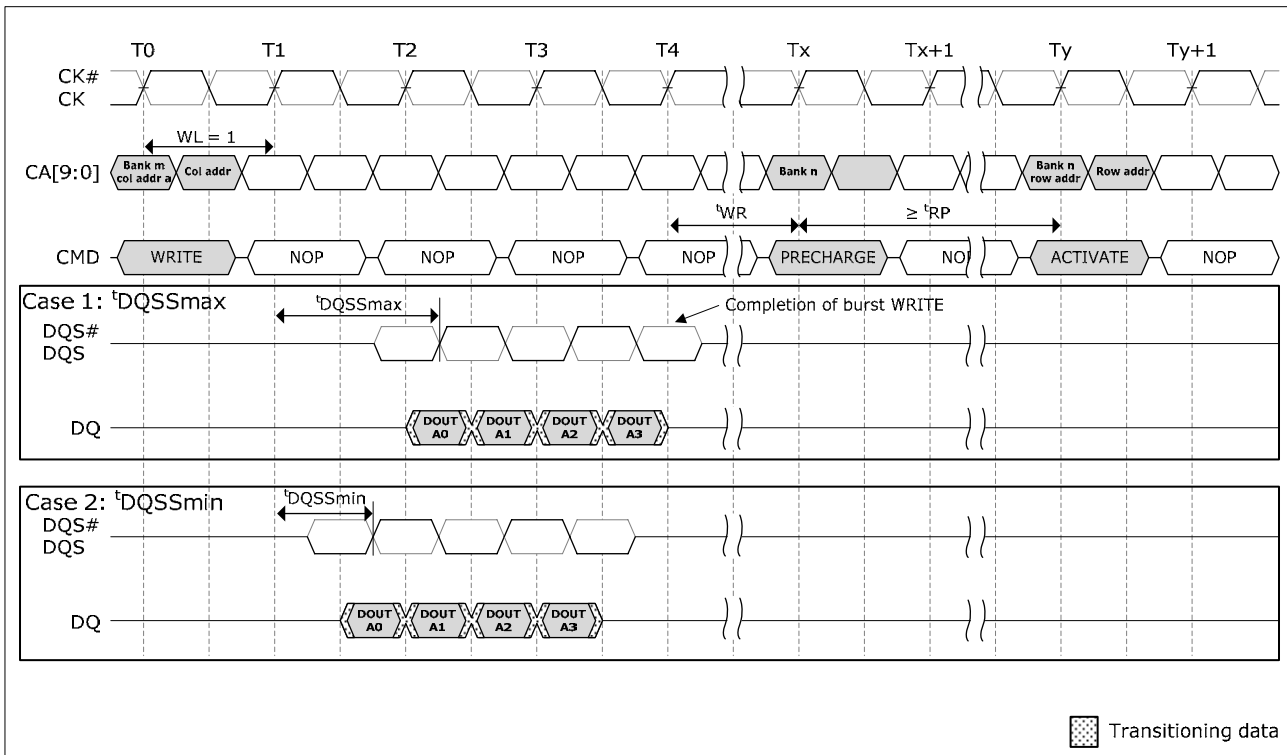 T0 T1 T2 T3 T4 Tx Tx+1 Ty Ty+1
CK#
CK
WL = 1
CA[9:0]
Bank m
col addr a
Col addr
Bank n
Bank n
row addr
Row addr
tWR
≥ tRP
CMD WRITE NOP NOP NOP NOP PRECHARGE NOP ACTIVATE NOP
Case 1: tDQSSmax
tDQSSmax
Completion of burst WRITE
DQS#
DQS
DQ
DOUT A0
DOUT A1
DOUT A2
DOUT A3
Case 2: tDQSSmin
tDQSSmin
DQS#
DQS
DQ
DOUT A0
DOUT A1
DOUT A2
DOUT A3
Transitioning data